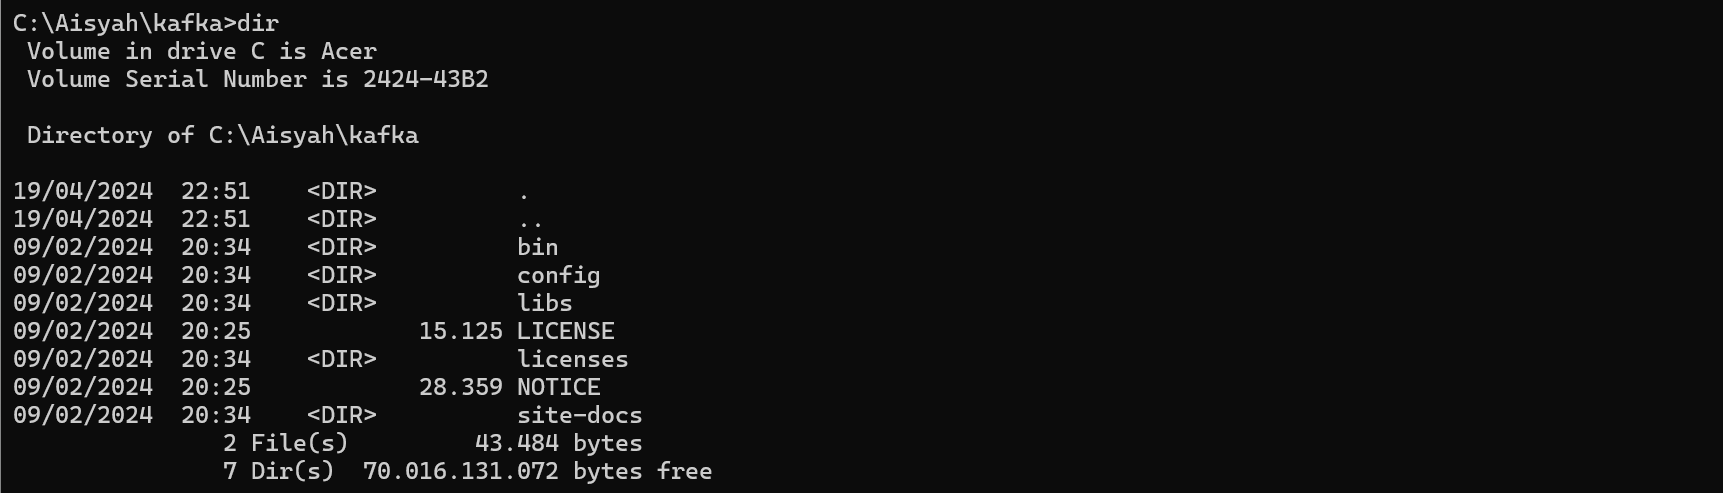 C:\Aisyah\kafka>dir
 Volume in drive C is Acer
 Volume Serial Number is 2424-43B2

 Directory of C:\Aisyah\kafka

19/04/2024  22:51    <DIR>          .
19/04/2024  22:51    <DIR>          ..
09/02/2024  20:34    <DIR>          bin
09/02/2024  20:34    <DIR>          config
09/02/2024  20:34    <DIR>          libs
09/02/2024  20:25            15.125 LICENSE
09/02/2024  20:34    <DIR>          licenses
09/02/2024  20:25            28.359 NOTICE
09/02/2024  20:34    <DIR>          site-docs
               2 File(s)         43.484 bytes
               7 Dir(s)  70.016.131.072 bytes free